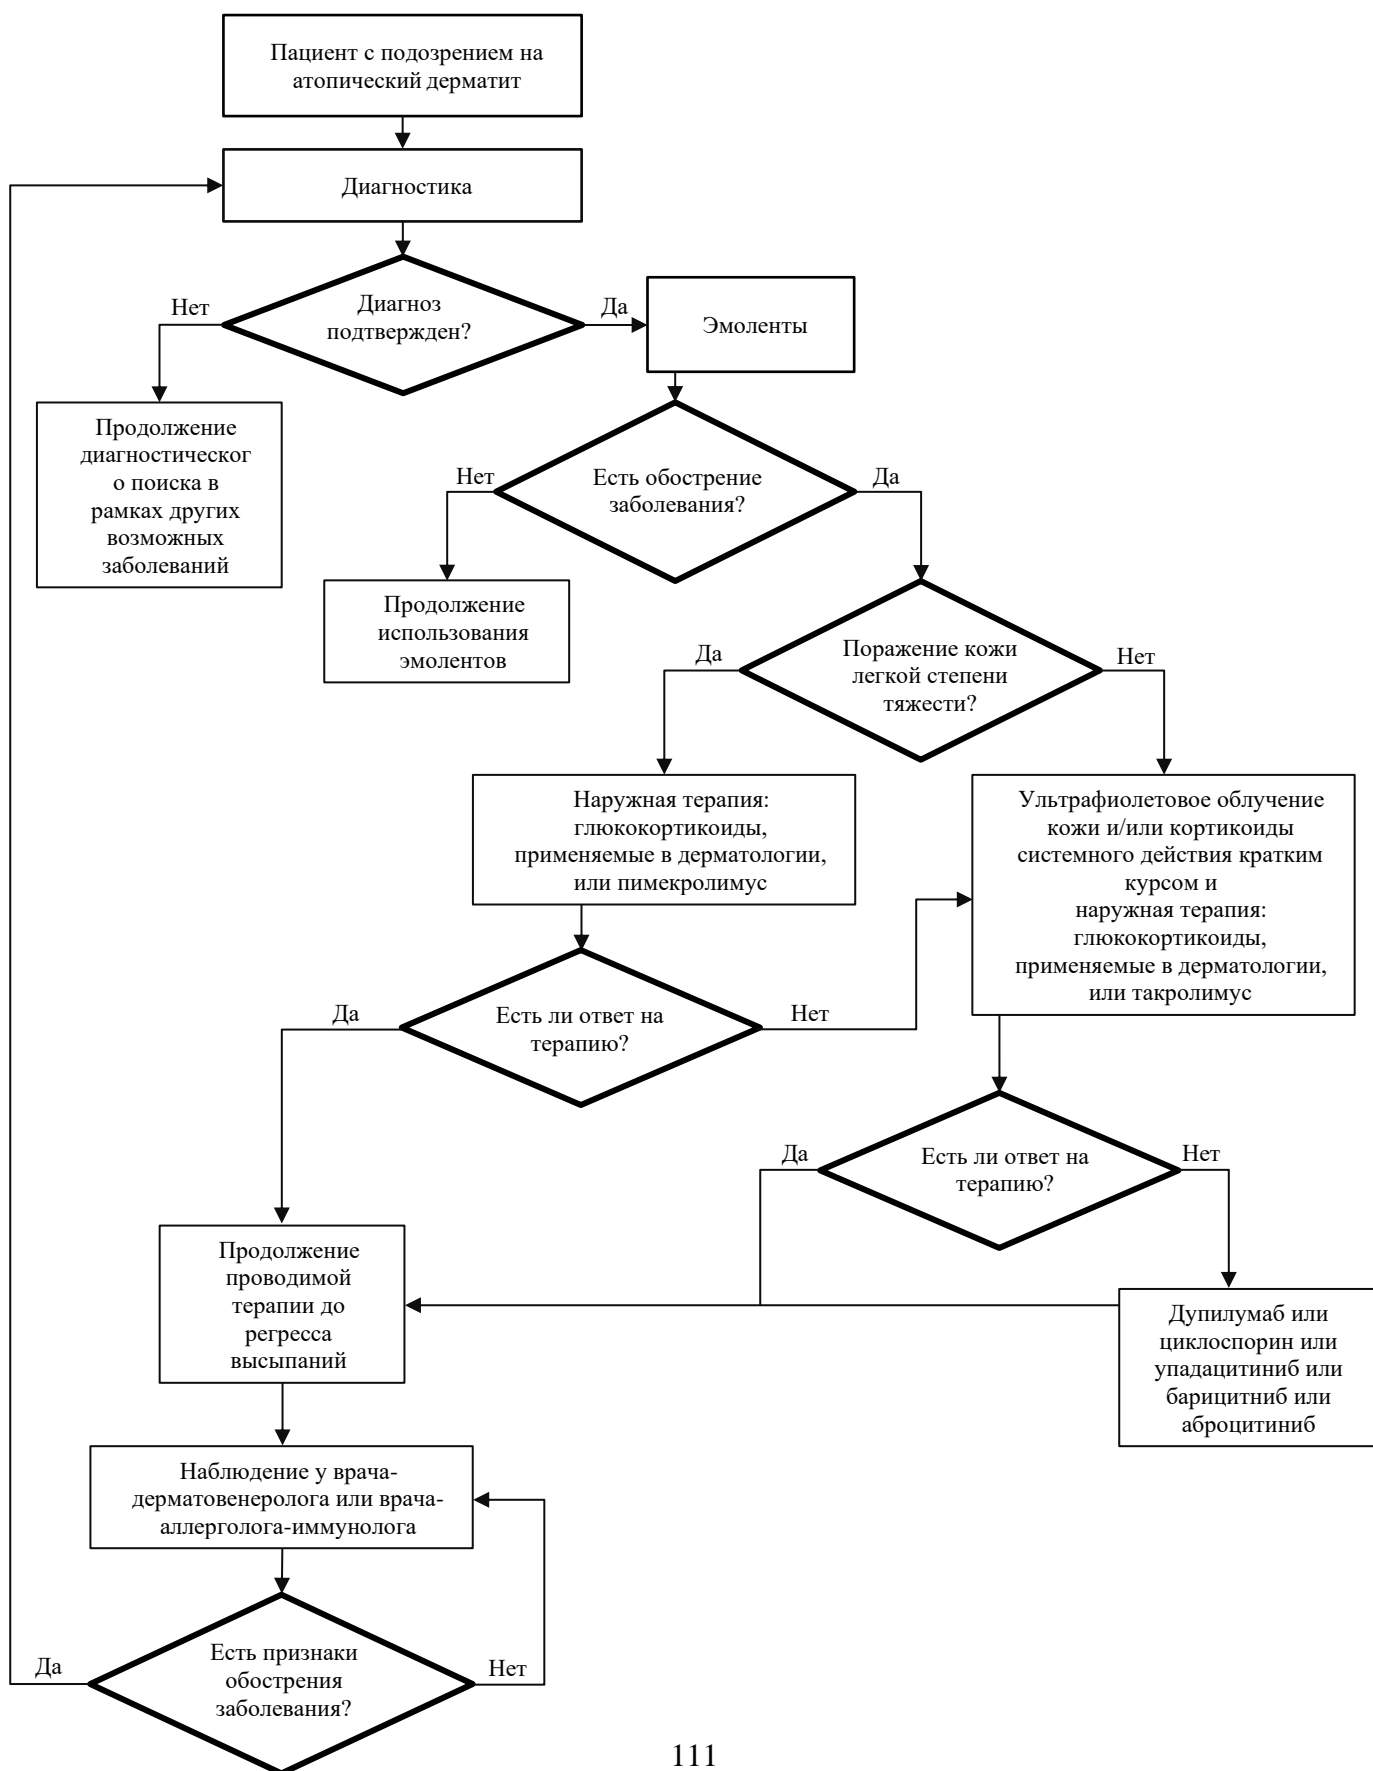 Пациент с подозрением на
атопический дерматит
Диагностика
Нет
Диагноз
подтвержден?
Да
Эмоленты
Продолжение
диагностическог
о поиска в
рамках других
возможных
заболеваний
Нет
Есть обострение
заболевания?
Да
Продолжение
использования
эмолентов
Да
Поражение кожи
легкой степени
тяжести?
Нет
Наружная терапия:
глюкокортикоиды,
применяемые в дерматологии,
или пимекролимус
Ультрафиолетовое облучение
кожи и/или кортикоиды
системного действия кратким
курсом и
наружная терапия:
глюкокортикоиды,
применяемые в дерматологии,
или такролимус
Да
Есть ли ответ на
терапию?
Нет
Да
Есть ли ответ на
терапию?
Нет
Продолжение
проводимой
терапии до
регресса
высыпаний
Дупилумаб или
циклоспорин или
упадацитиниб или
барицитниб или
аброцитиниб
Наблюдение у врача-
дерматовенеролога или врача-
аллерголога-иммунолога
Да
Есть признаки
обострения
заболевания?
Нет
111